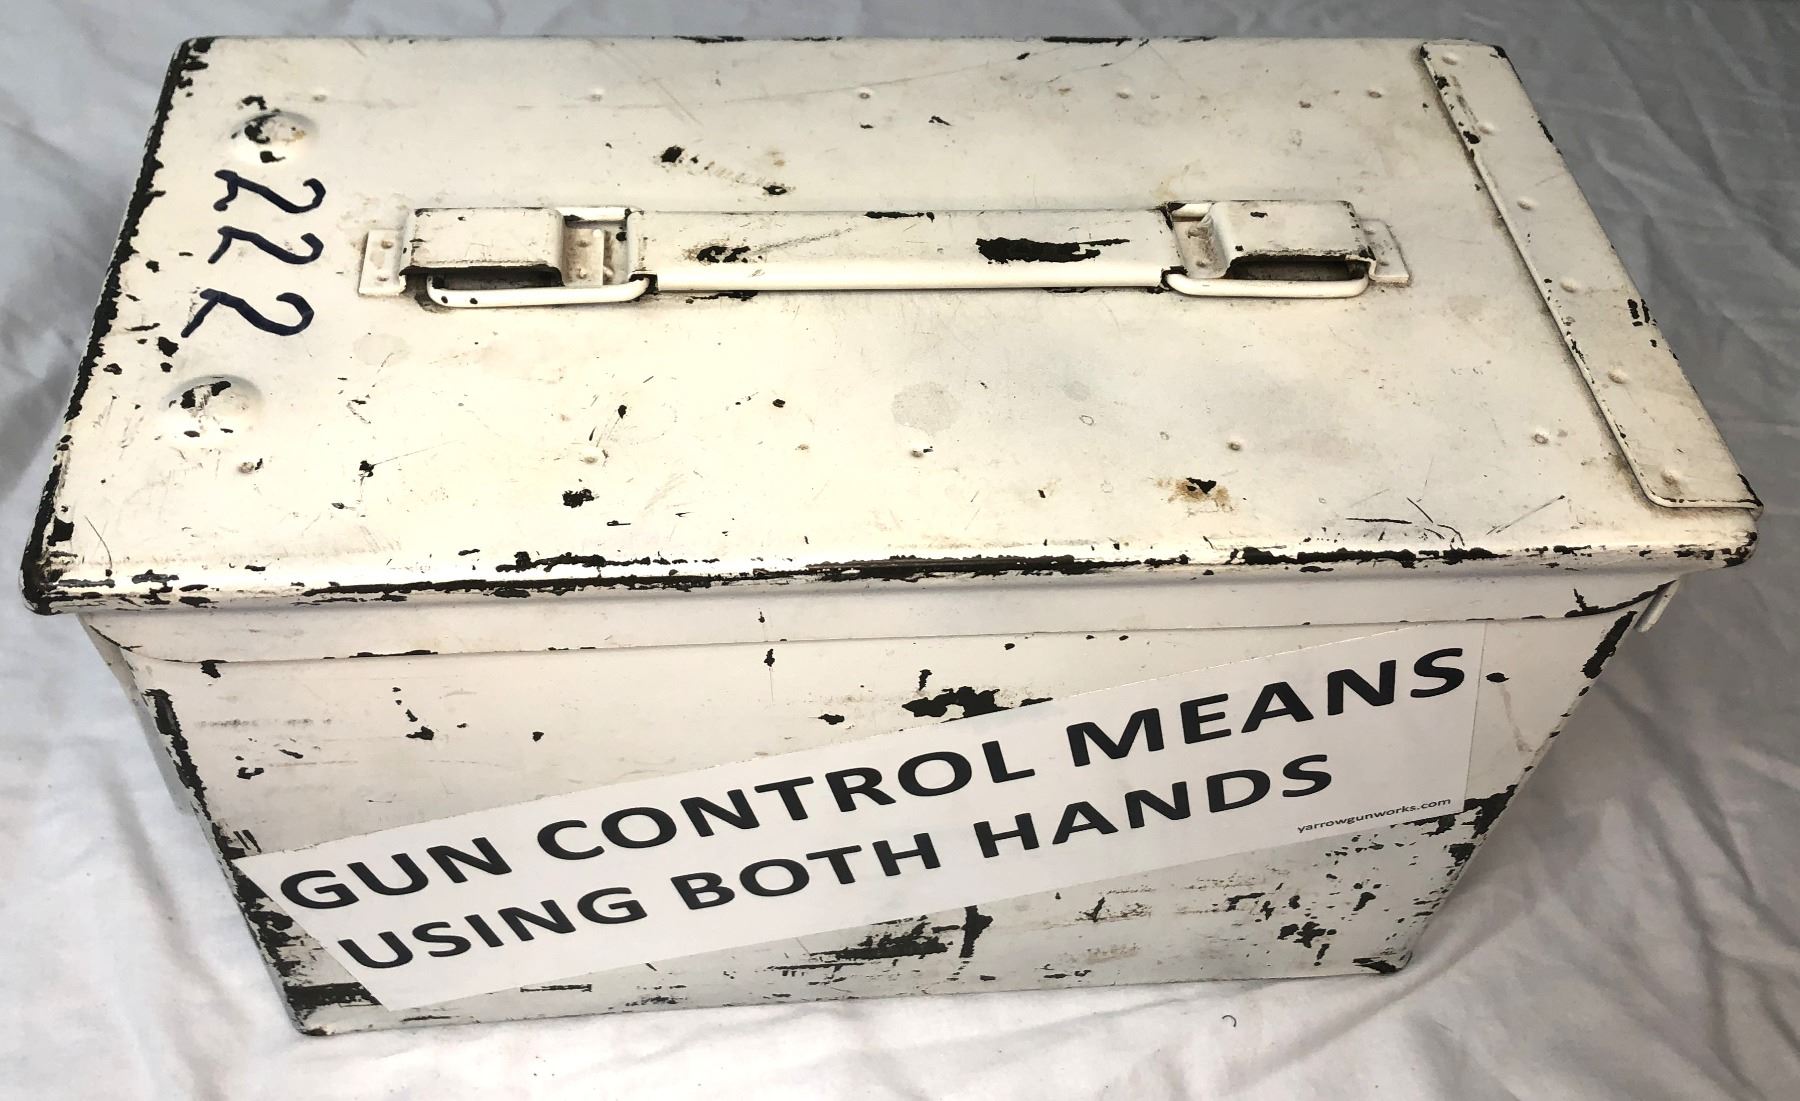 222
GUN CONTROL MEANS
USING BOTH HANDS
yarrowgunworks.com